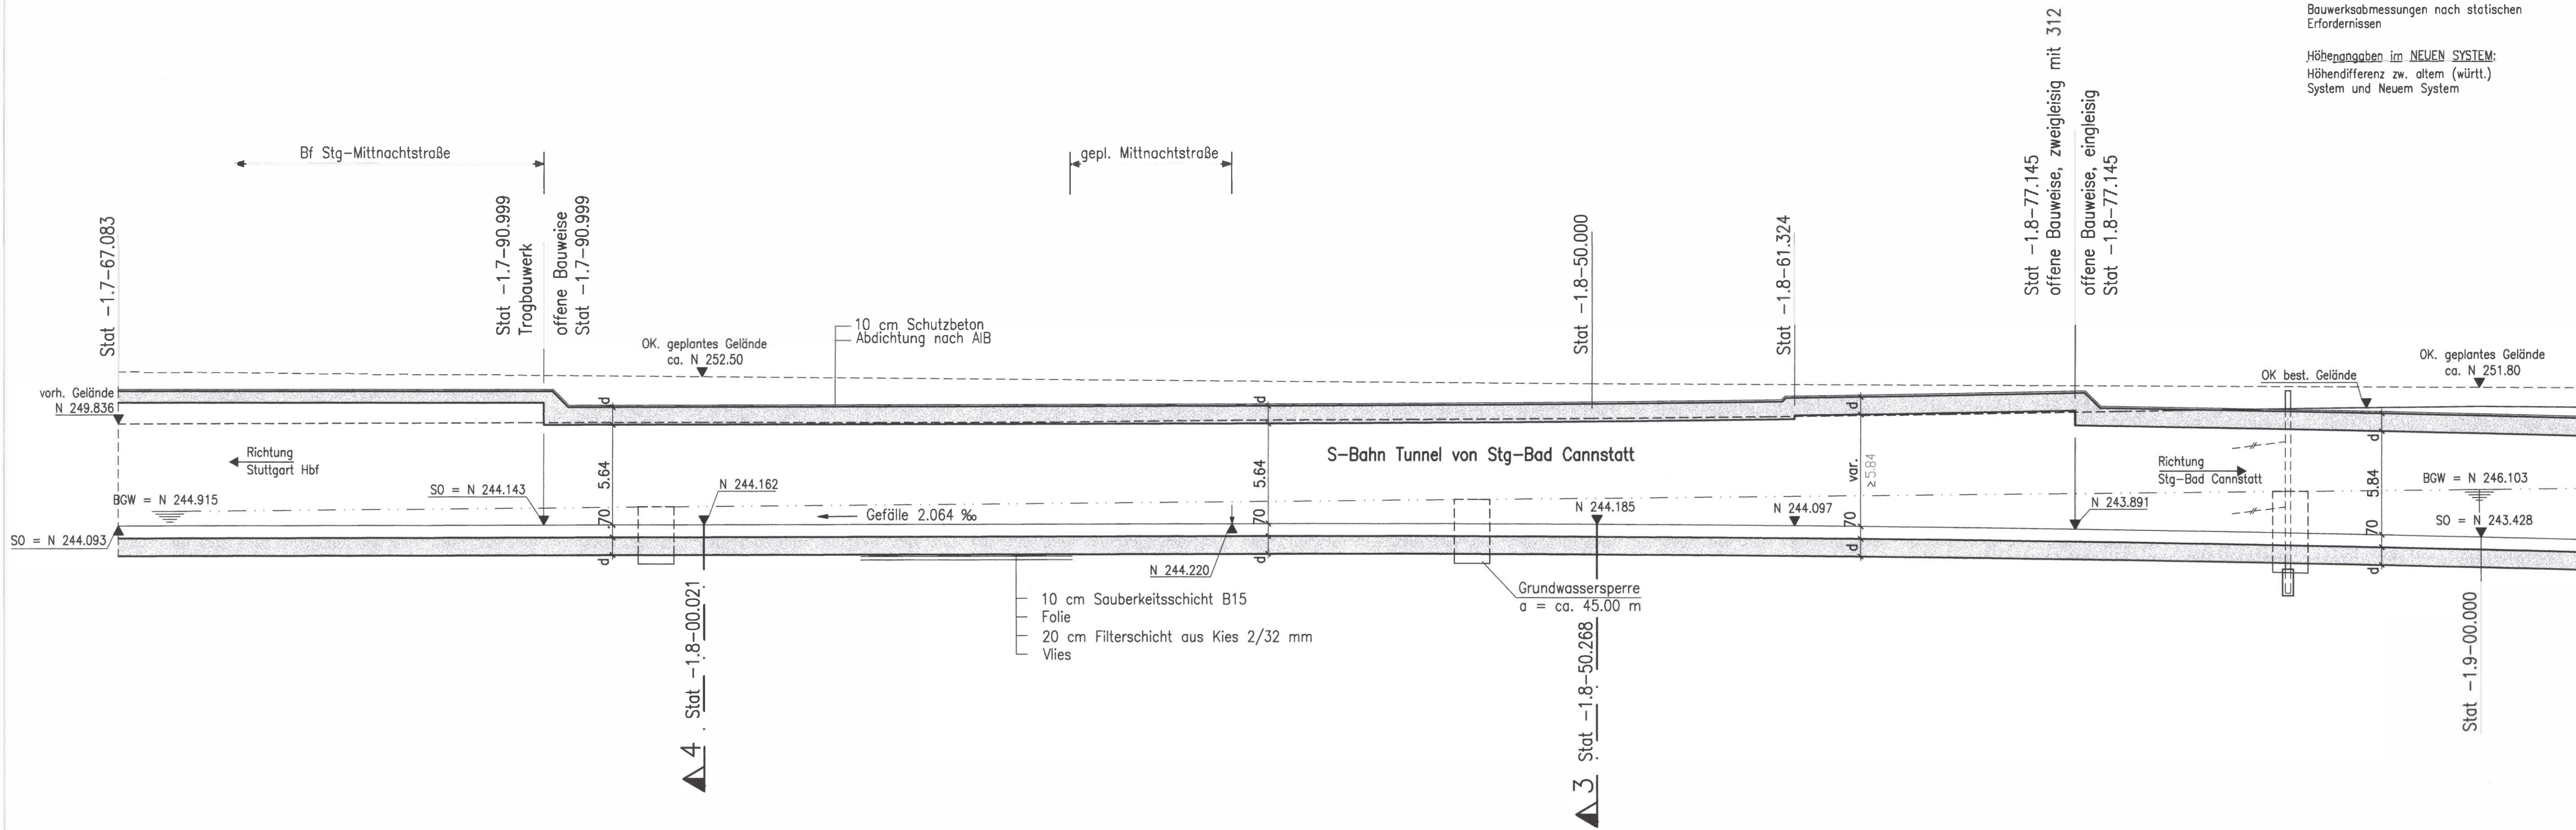 Bauwerksabmessungen nach statischen
Erfordernissen
Höhenangaben im NEUEN SYSTEM:
Höhendifferenz zw. altem (württ.)
System und Neuem System
Bf Stg-Mittnachtstraße
gepl. Mittnachtstraße
Stat -1.7-67.083
Stat -1.7-90.999
Trogbauwerk
offene Bauweise
Stat -1.7-90.999
Stat -1.8-50.000
Stat -1.8-61.324
Stat -1.8-77.145
offene Bauweise, zweigleisig mit 312
offene Bauweise, eingleisig
Stat -1.8-77.145
10 cm Schutzbeton
Abdichtung nach AIB
OK. geplantes Gelände
ca. N 252.50
OK. geplantes Gelände
ca. N 251.80
OK best. Gelände
vorh. Gelände
N 249.836
d
d
d
d
S-Bahn Tunnel von Stg-Bad Cannstatt
Richtung
Stuttgart Hbf
Richtung
Stg-Bad Cannstatt
5.64
5.64
var.
≥5.84
5.84
BGW = N 244.915
SO = N 244.143
N 244.162
Gefälle 2.064 ‰
N 244.185
N 244.097
N 243.891
BGW = N 246.103
SO = N 243.428
.70
70
70
70
SO = N 244.093
d
d
d
d
N 244.220
Grundwassersperre
a = ca. 45.00 m
10 cm Sauberkeitsschicht B15
Folie
20 cm Filterschicht aus Kies 2/32 mm
Vlies
4 Stat -1.8-00.021
3 Stat -1.8-50.268
Stat -1.9-00.000